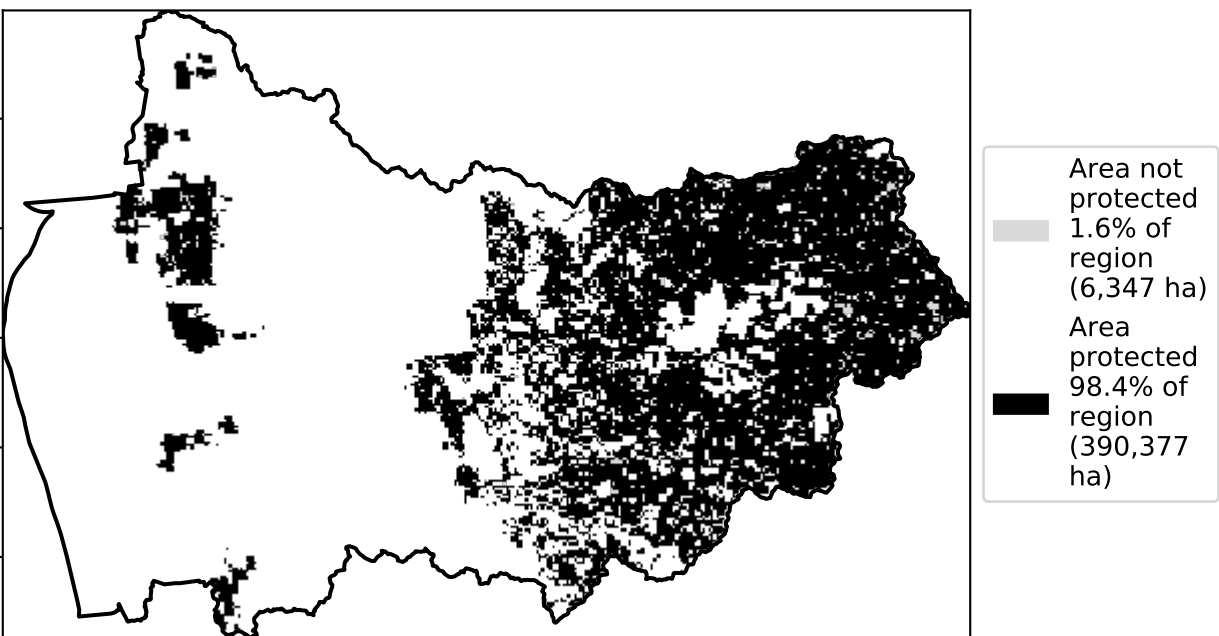 Area not
protected
1.6% of
region
(6,347 ha)
Area
protected
98.4% of
region
(390,377
ha)